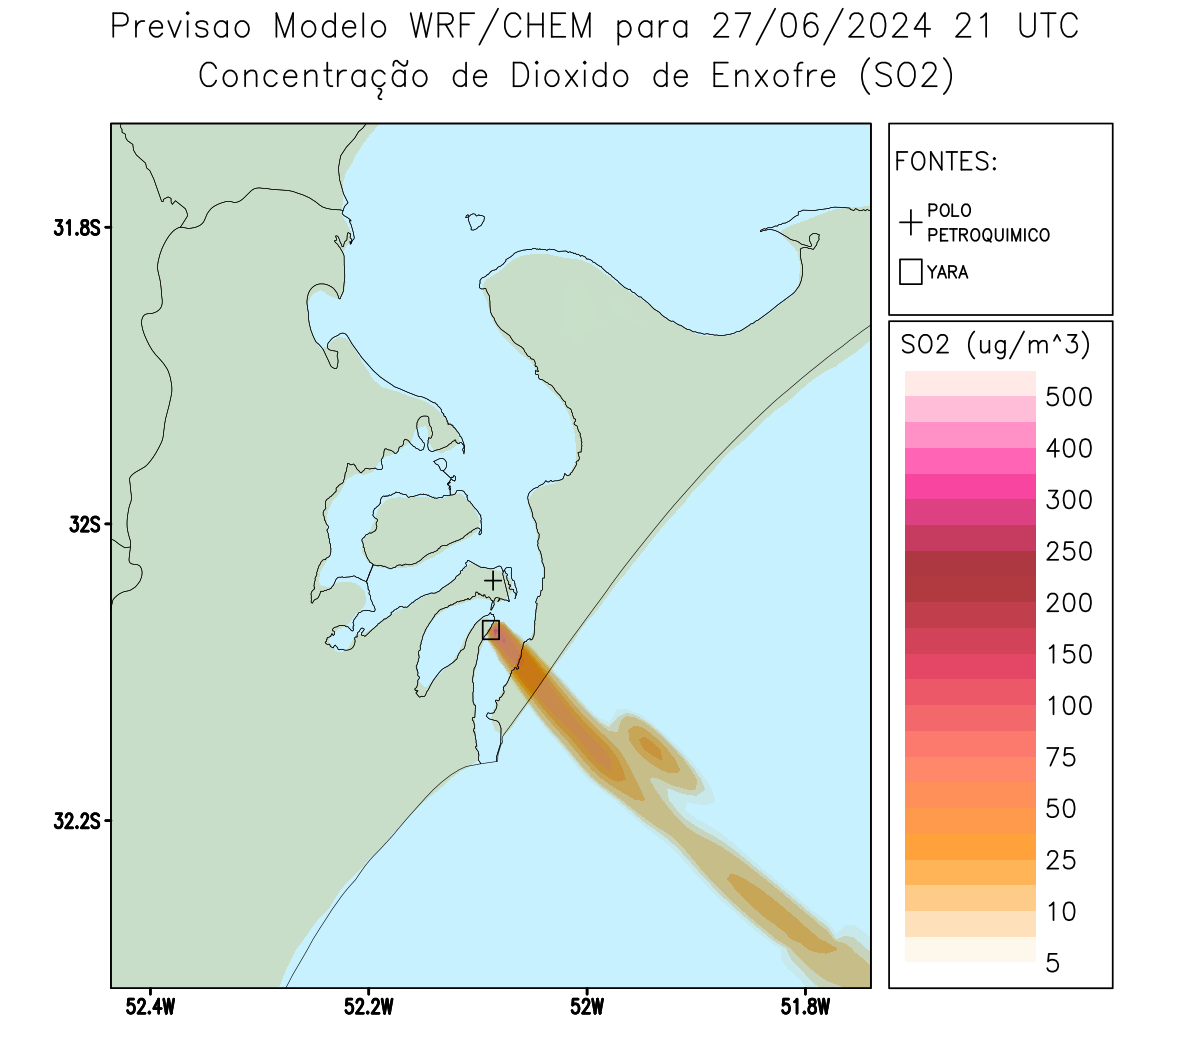 Previsao Modelo WRF/CHEM para 27/06/2024 21 UTC
Concentração de Dioxido de Enxofre (SO2)
FONTES:
POLO
PETROQUIMICO
YARA
31.8S
32S
32.2S
52.4W
52.2W
52W
51.8W
SO2 (ug/m^3)
500
400
300
250
200
150
100
75
50
25
10
5